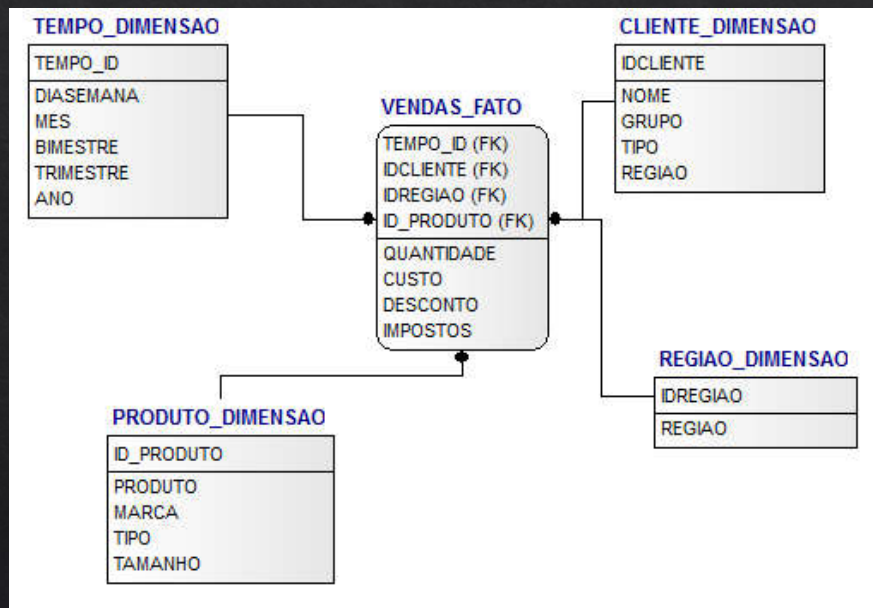 TEMPO_DIMENSAO
TEMPO_ID
DIASEMANA
MES
BIMESTRE
TRIMESTRE
ANO
VENDAS_FATO
TEMPO_ID (FK)
IDCLIENTE (FK)
IDREGIAO (FK)
ID_PRODUTO (FK)
QUANTIDADE
CUSTO
DESCONTO
IMPOSTOS
CLIENTE_DIMENSAO
IDCLIENTE
NOME
GRUPO
TIPO
REGIAO
PRODUTO_DIMENSAO
ID_PRODUTO
PRODUTO
MARCA
TIPO
TAMANHO
REGIAO_DIMENSAO
IDREGIAO
REGIAO